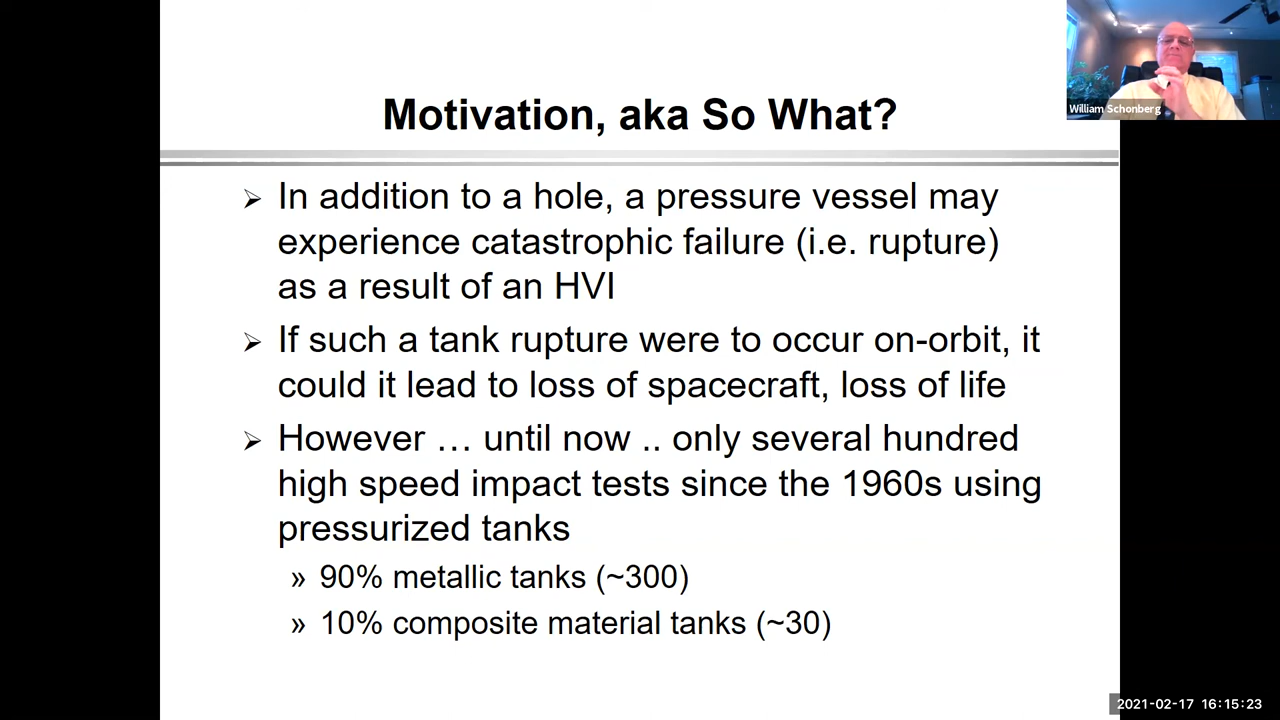 William Schonberg
Motivation, aka So What?
In addition to a hole, a pressure vessel may
experience catastrophic failure (i.e. rupture)
as a result of an HVI
If such a tank rupture were to occur on-orbit, it
could it lead to loss of spacecraft, loss of life
However … until now .. only several hundred
high speed impact tests since the 1960s using
pressurized tanks
» 90% metallic tanks (~300)
» 10% composite material tanks (~30)
2021-02-17 16:15:23